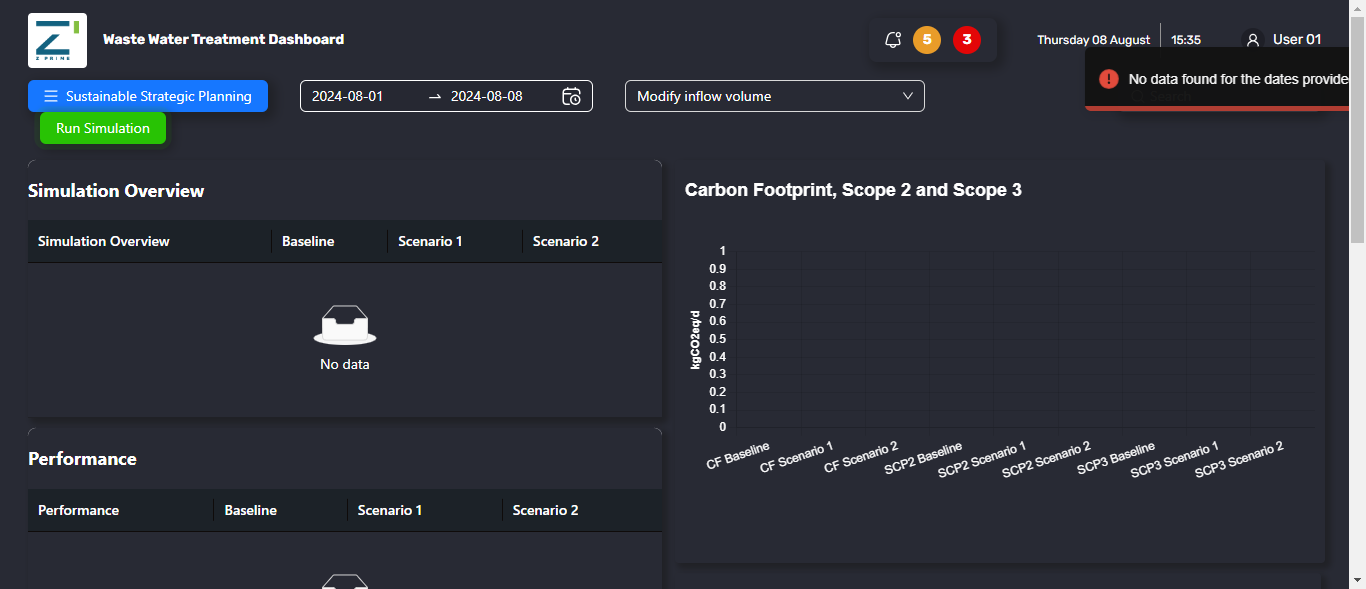 Z PRIME
Waste Water Treatment Dashboard
5
3
Thursday 08 August
15:35
User 01
Sustainable Strategic Planning
2024-08-01
2024-08-08
Modify inflow volume
! No data found for the dates provide
Search
Run Simulation
Simulation Overview
Simulation Overview Baseline Scenario 1 Scenario 2
No data
Performance
Performance Baseline Scenario 1 Scenario 2
Carbon Footprint, Scope 2 and Scope 3
kgCO2eq/d
1
0.9
0.8
0.7
0.6
0.5
0.4
0.3
0.2
0.1
0
CF Baseline
CF Scenario 1
CF Scenario 2
SCP2 Baseline
SCP2 Scenario 1
SCP2 Scenario 2
SCP3 Baseline
SCP3 Scenario 1
SCP3 Scenario 2